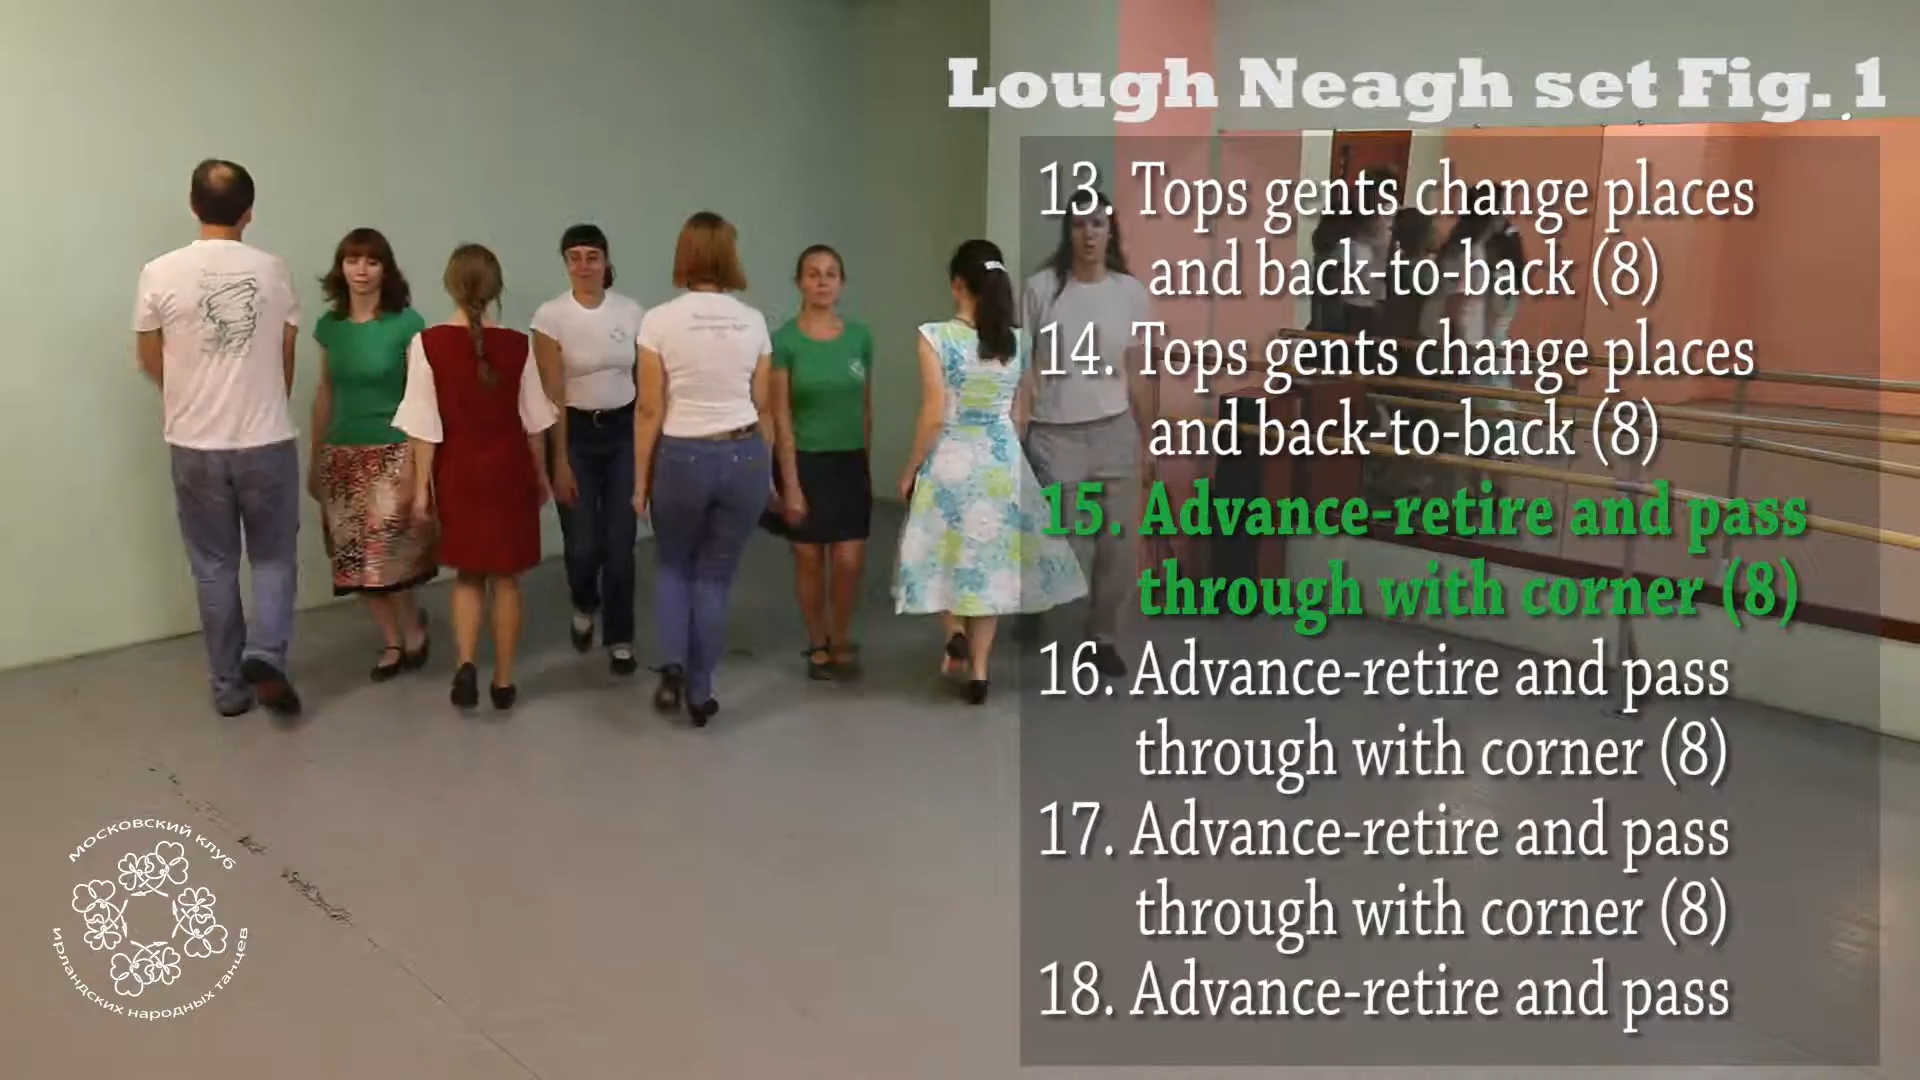 Lough Neagh set Fig. 1
13. Tops gents change places
and back-to-back (8)
14. Tops gents change places
and back-to-back (8)
15. Advance-retire and pass
through with corner (8)
16. Advance-retire and pass
through with corner (8)
17. Advance-retire and pass
through with corner (8)
18. Advance-retire and pass
московский клуб
ирландских народных танцев